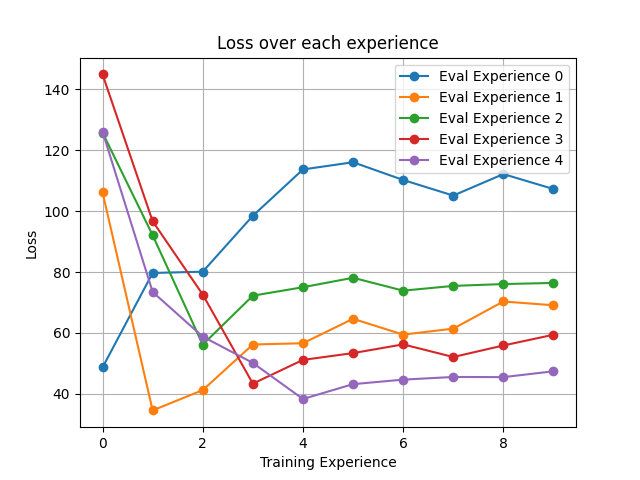 Loss over each experience
Eval Experience 0
Eval Experience 1
Eval Experience 2
Eval Experience 3
Eval Experience 4
140
120
100
80
60
40
Loss
0 2 4 6 8
Training Experience